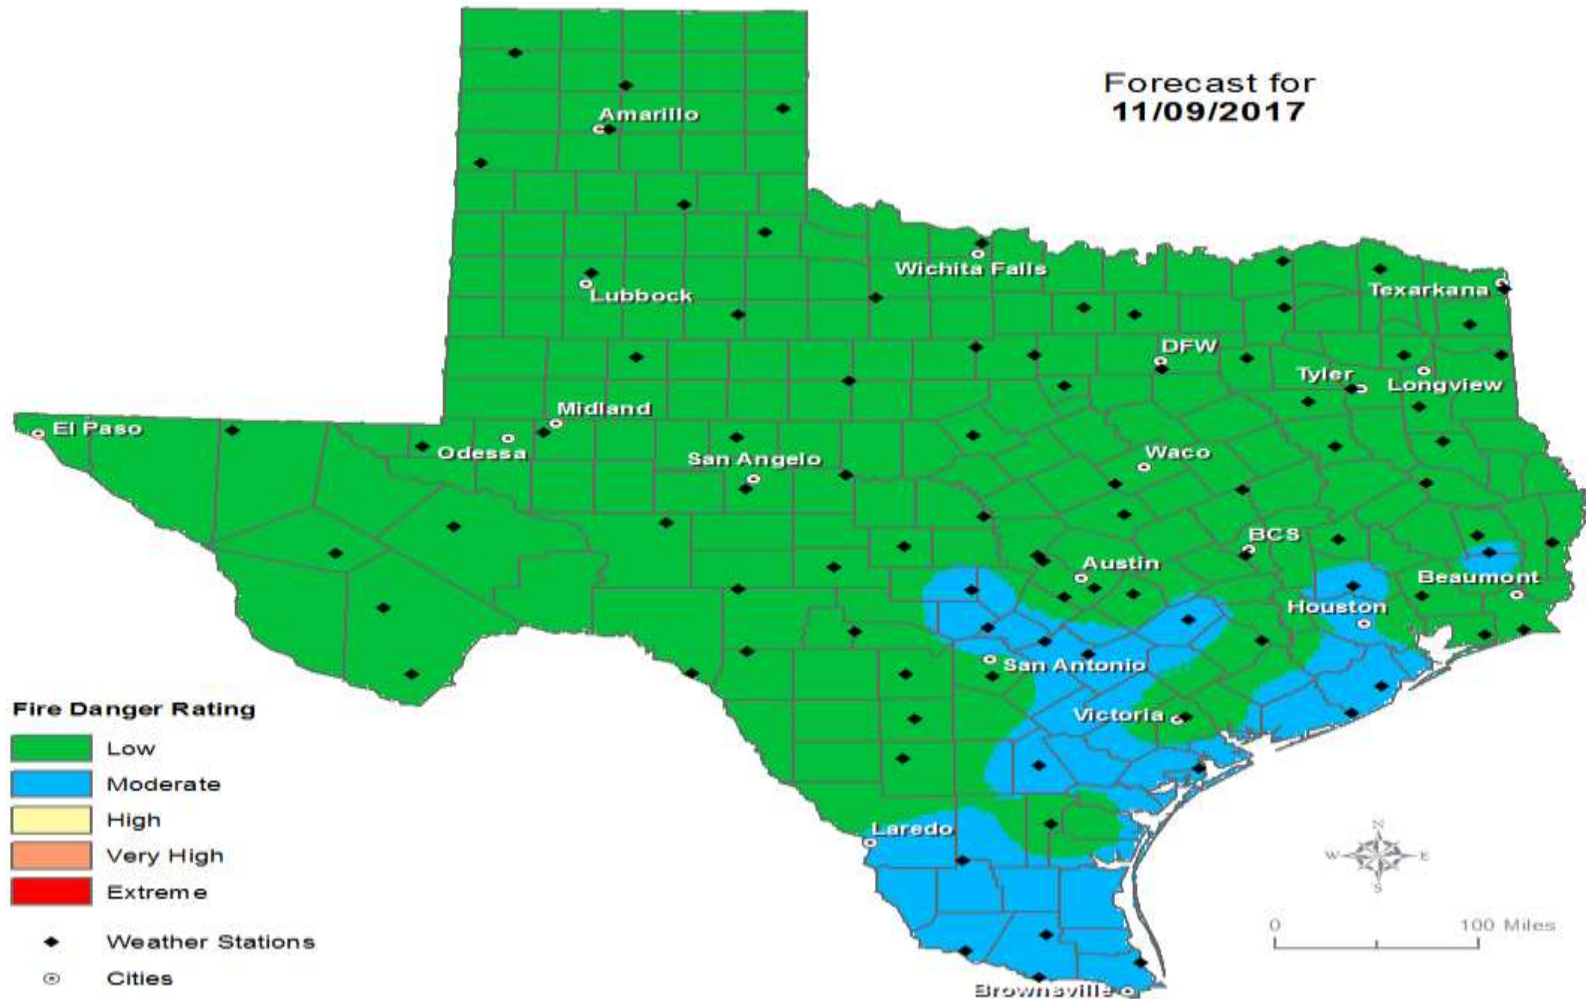 Forecast for
11/09/2017
Amarillo
Wichita Falls
Lubbock
Texarkana
DFW
Tyler
Longview
Midland
El Paso
Odessa
San Angelo
Waco
BCS
Austin
Beaumont
Houston
San Antonio
Victoria
Laredo
Brownsville
Fire Danger Rating
Low
Moderate
High
Very High
Extreme
Weather Stations
Cities
N
W E
S
0 100 Miles